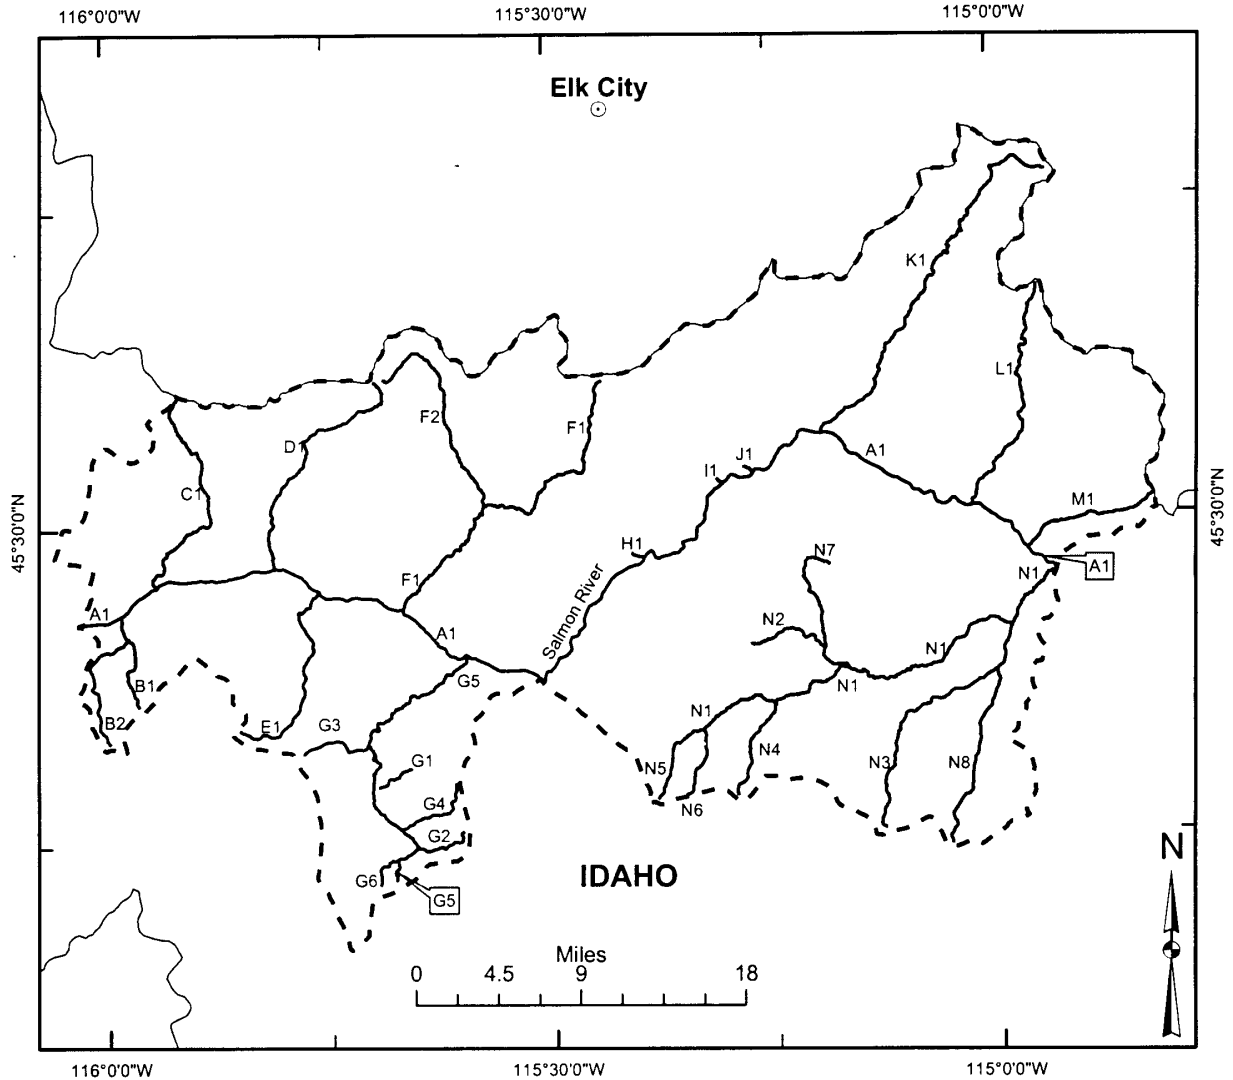 116°0'0"W
115°30'0"W
115°0'0"W
Elk City
K1
L1
F2
F1
D1
A1
J1
I1
C1
M1
45°30'0"N
45°30'0"N
H1
N7
A1
N1
F1
Salmon River
A1
N2
A1
N1
G5
B1
N1
B2
E1
G3
N1
G1
N5
N4
N3
N8
G4
N6
G2
G6
G5
IDAHO
N
Miles
0 4.5 9 18
116°0'0"W
115°30'0"W
115°0'0"W